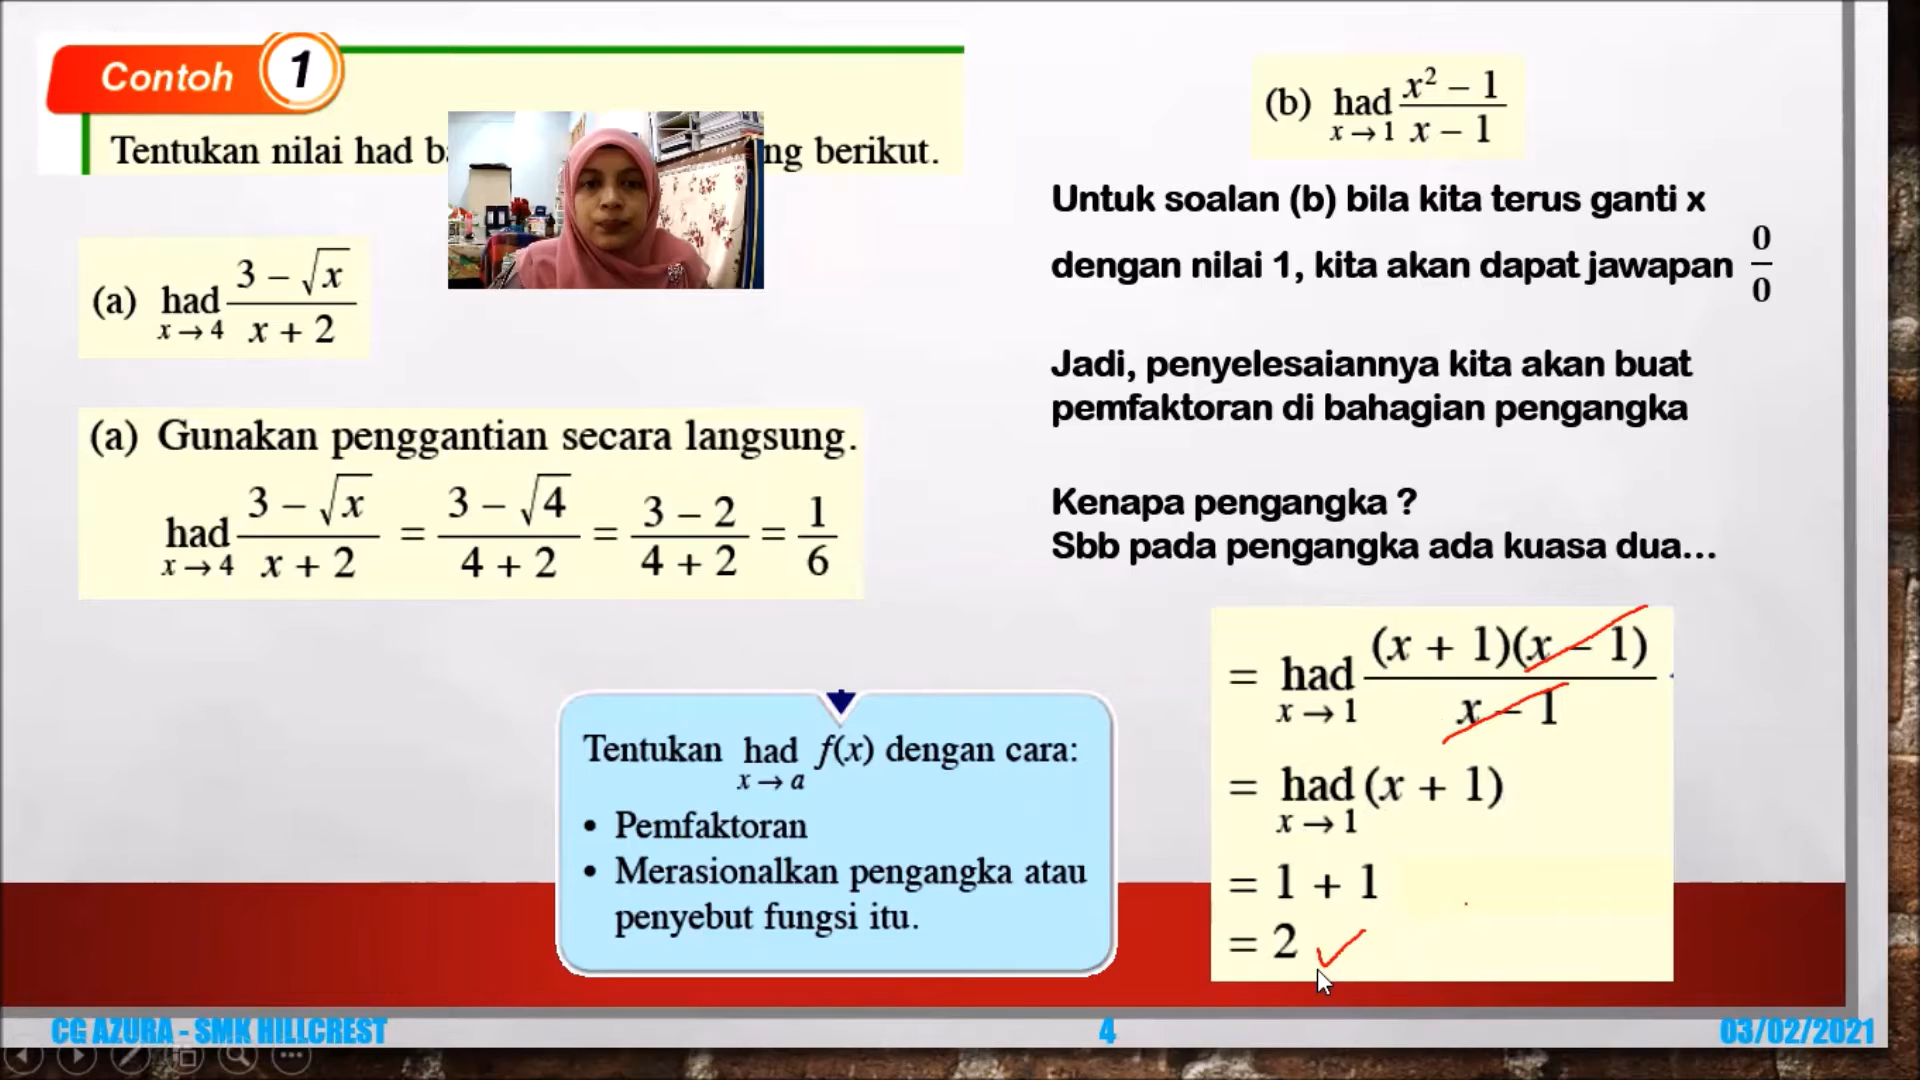 Contoh 1
Tentukan nilai had ng berikut.
(a) had x → 4 (3 − √x)/(x + 2)
(a) Gunakan penggantian secara langsung.
had x → 4 (3 − √x)/(x + 2) = (3 − √4)/(4 + 2) = (3 − 2)/(4 + 2) = 1/6
Tentukan had x → a f(x) dengan cara:
• Pemfaktoran
• Merasionalkan pengangka atau
penyebut fungsi itu.
(b) had x → 1 (x² − 1)/(x − 1)
Untuk soalan (b) bila kita terus ganti x
dengan nilai 1, kita akan dapat jawapan 0/0
Jadi, penyelesaiannya kita akan buat
pemfaktoran di bahagian pengangka
Kenapa pengangka ?
Sbb pada pengangka ada kuasa dua...
= had x → 1 (x + 1)(x − 1)/(x − 1)
= had x → 1 (x + 1)
= 1 + 1
= 2 ✓
CG AZURA - SMK HILLCREST
4
03/02/2021